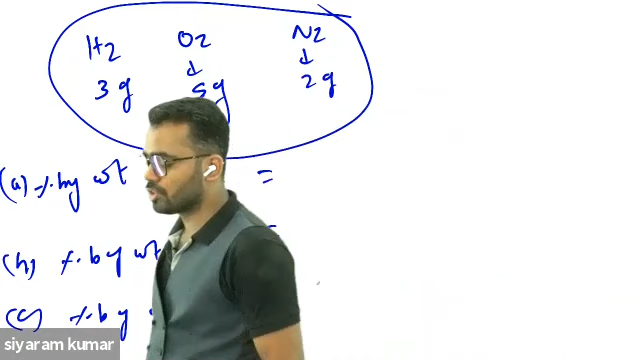 H2 O2 N2
↓ ↓
3 g 5g 2 g
(a) %. by wt =
(b) %. by wt
(c) %. by
siyaram kumar